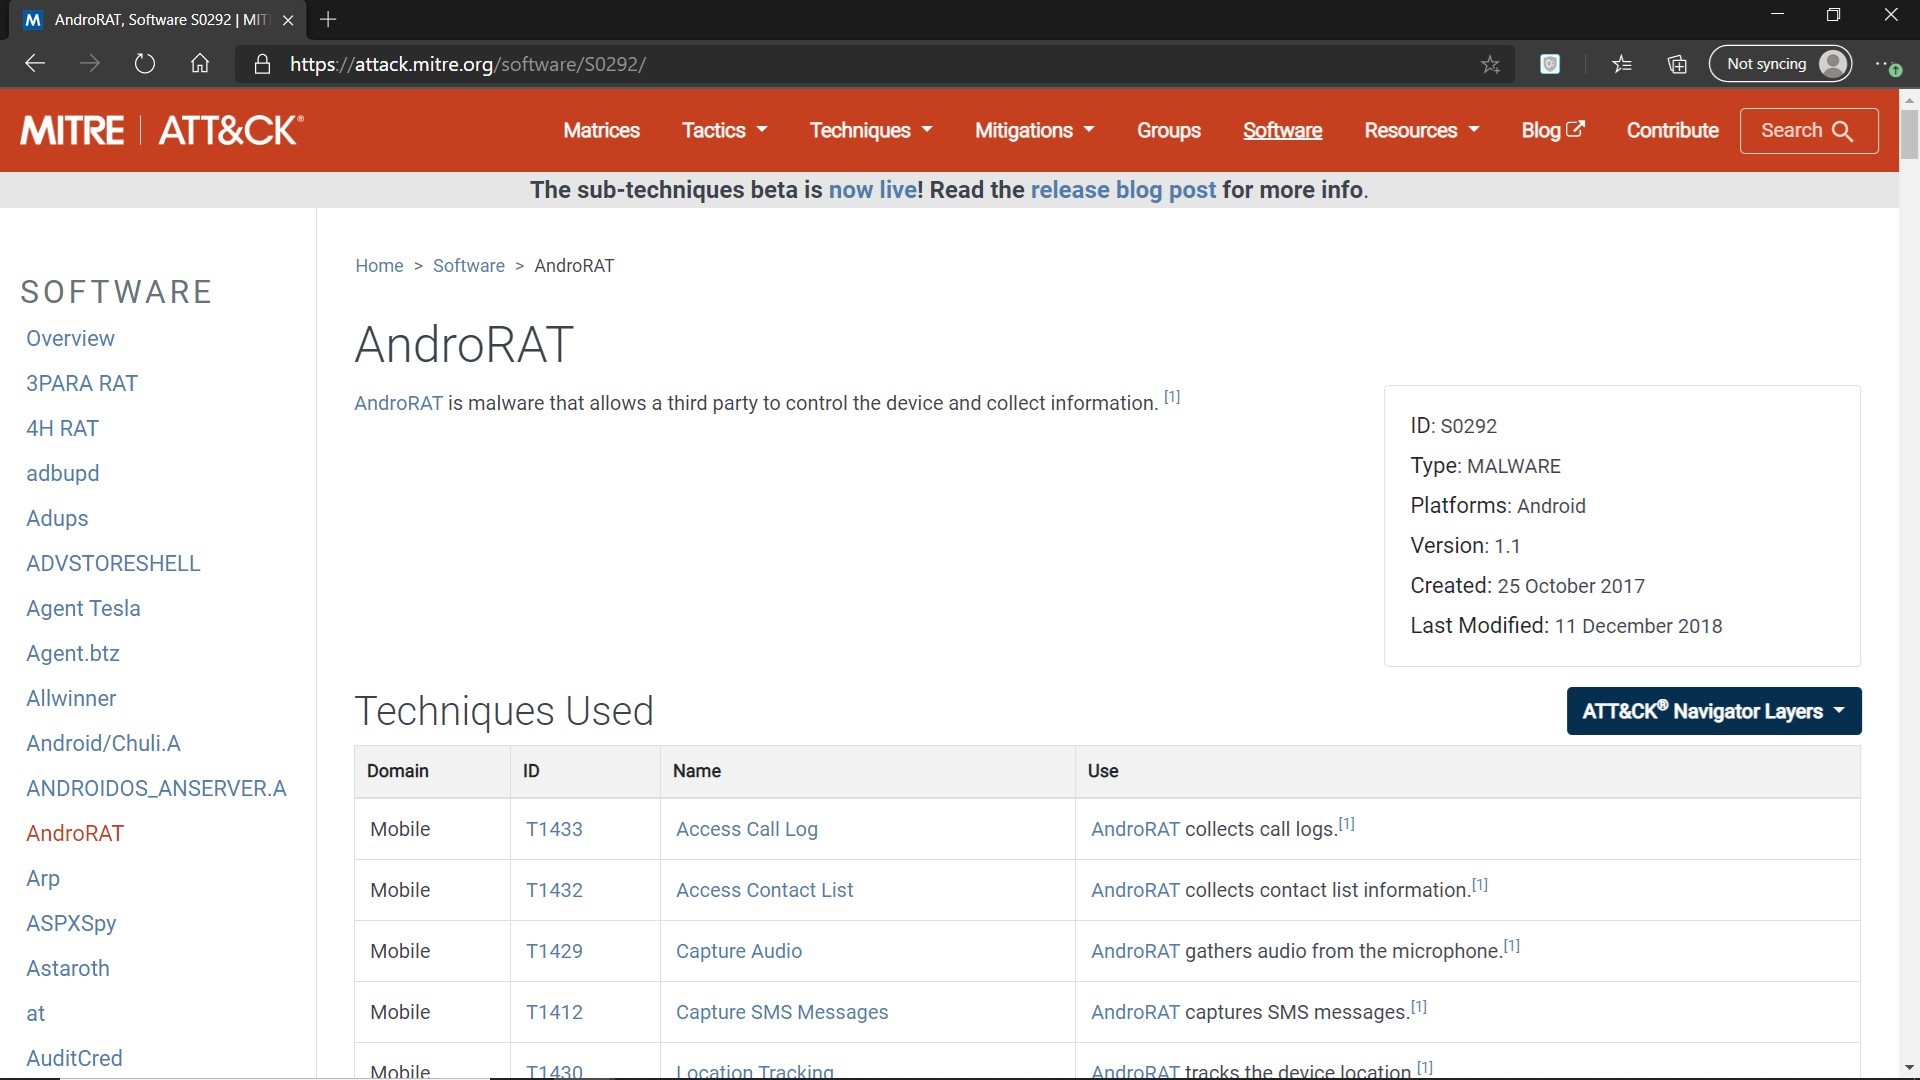 AndroRAT, Software S0292 | MIT
https://attack.mitre.org/software/S0292/
Not syncing
MITRE | ATT&CK®
Matrices Tactics Techniques Mitigations Groups Software Resources Blog Contribute Search
The sub-techniques beta is now live! Read the release blog post for more info.
SOFTWARE
Overview
3PARA RAT
4H RAT
adbupd
Adups
ADVSTORESHELL
Agent Tesla
Agent.btz
Allwinner
Android/Chuli.A
ANDROIDOS_ANSERVER.A
AndroRAT
Arp
ASPXSpy
Astaroth
at
AuditCred
Home > Software > AndroRAT
AndroRAT
AndroRAT is malware that allows a third party to control the device and collect information. [1]
ID: S0292
Type: MALWARE
Platforms: Android
Version: 1.1
Created: 25 October 2017
Last Modified: 11 December 2018
Techniques Used
ATT&CK® Navigator Layers
Domain ID Name Use
Mobile T1433 Access Call Log AndroRAT collects call logs.[1]
Mobile T1432 Access Contact List AndroRAT collects contact list information.[1]
Mobile T1429 Capture Audio AndroRAT gathers audio from the microphone.[1]
Mobile T1412 Capture SMS Messages AndroRAT captures SMS messages.[1]
Mobile T1430 Location Tracking AndroRAT tracks the device location.[1]